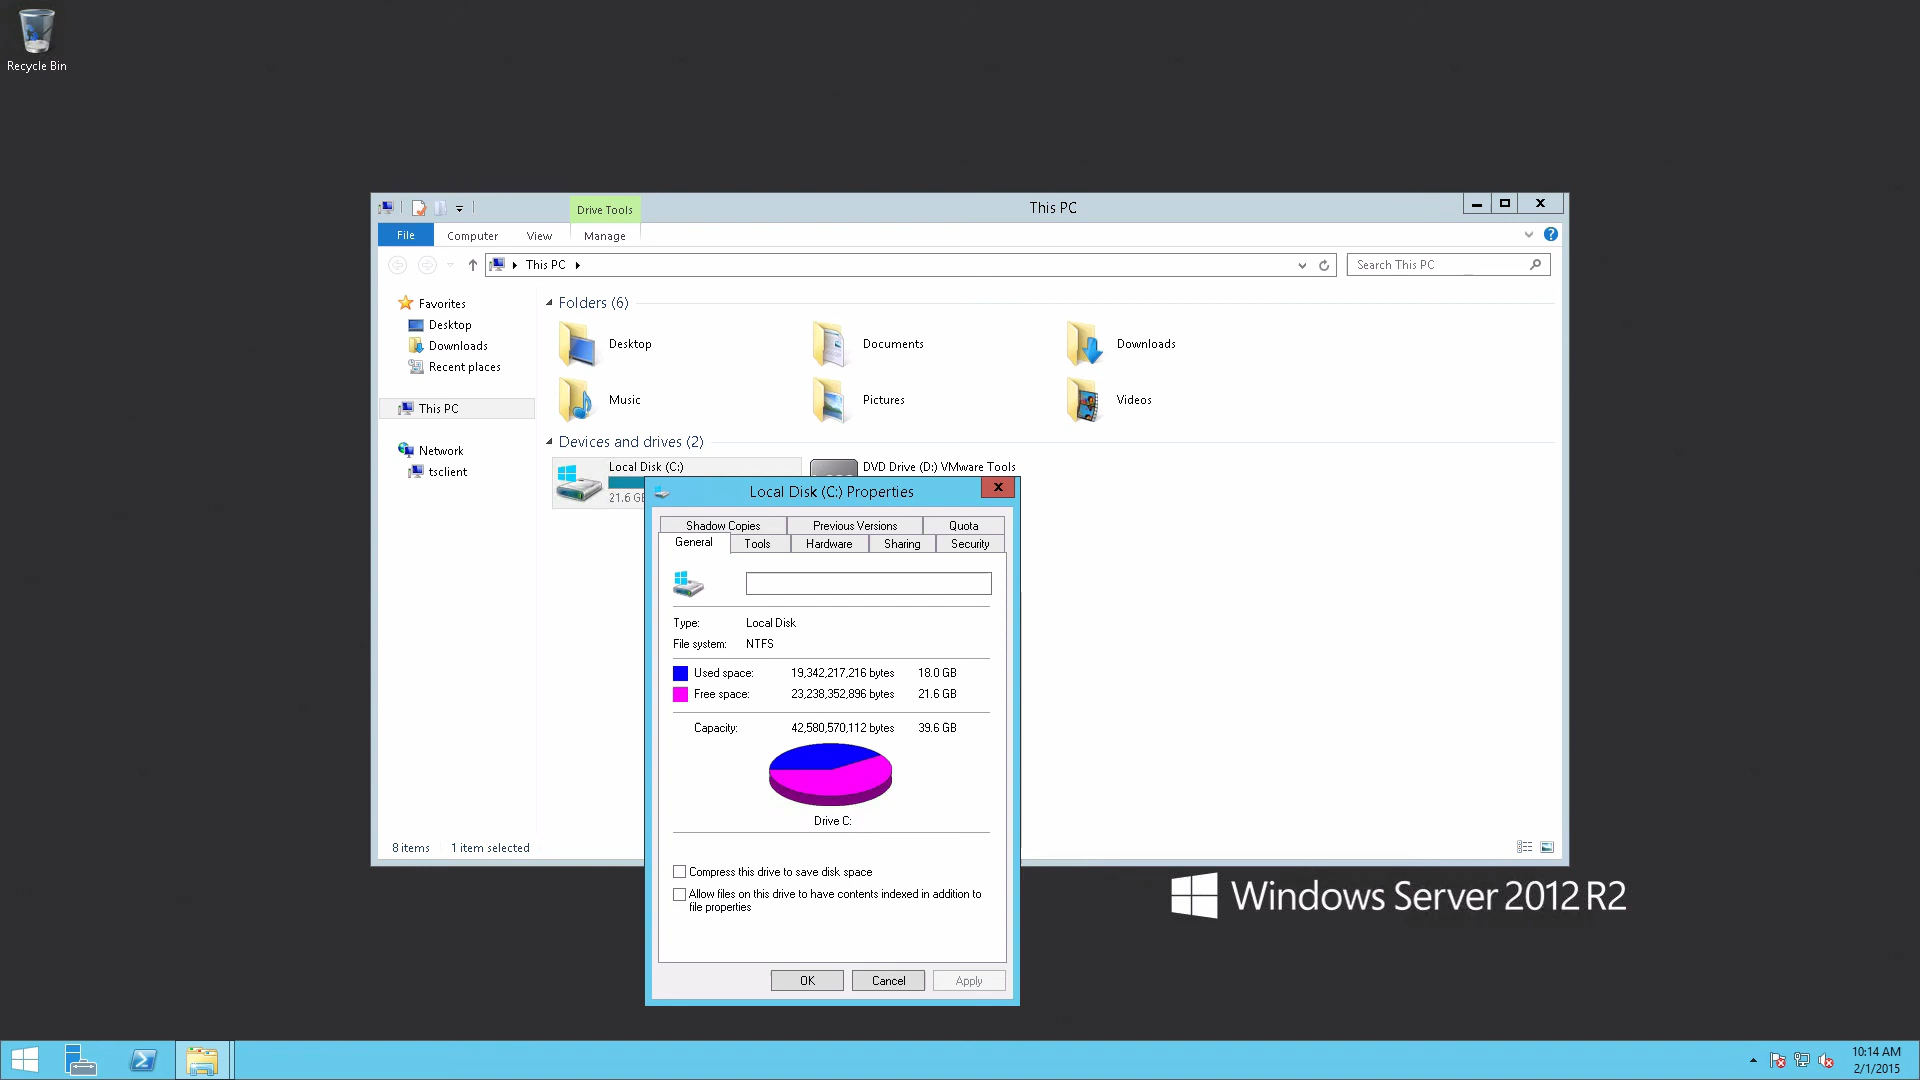 Recycle Bin
Drive Tools
This PC
File
Computer
View
Manage
This PC
Search This PC
Favorites
Desktop
Downloads
Recent places
This PC
Network
tsclient
Folders (6)
Desktop
Documents
Downloads
Music
Pictures
Videos
Devices and drives (2)
Local Disk (C:)
21.6 GB
DVD Drive (D:) VMware Tools
8 items
1 item selected
Local Disk (C:) Properties
Shadow Copies
Previous Versions
Quota
General
Tools
Hardware
Sharing
Security
Type: Local Disk
File system: NTFS
Used space: 19,342,217,216 bytes 18.0 GB
Free space: 23,238,352,896 bytes 21.6 GB
Capacity: 42,580,570,112 bytes 39.6 GB
Drive C:
Compress this drive to save disk space
Allow files on this drive to have contents indexed in addition to
file properties
OK
Cancel
Apply
Windows Server 2012 R2
10:14 AM
2/1/2015